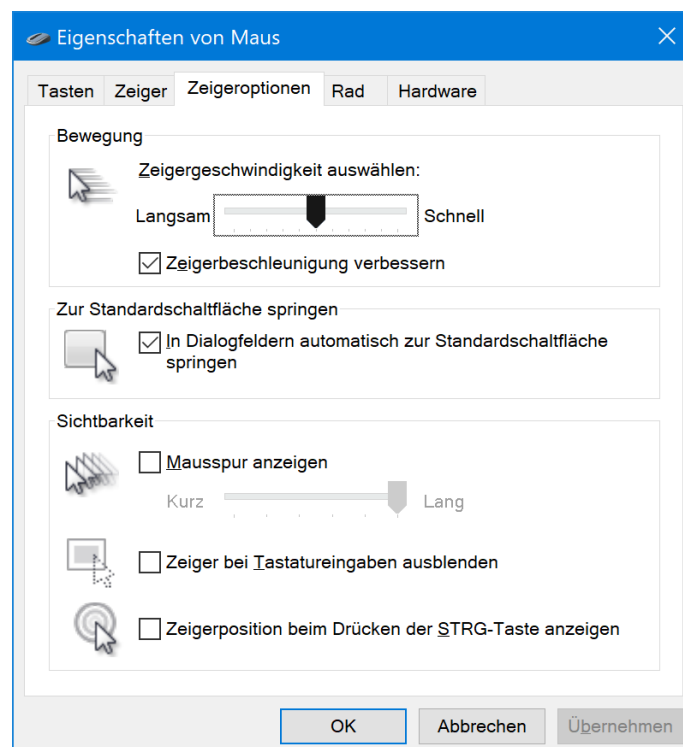 Eigenschaften von Maus
Tasten Zeiger Zeigeroptionen Rad Hardware
Bewegung
Zeigergeschwindigkeit auswählen:
Langsam Schnell
Zeigerbeschleunigung verbessern
Zur Standardschaltfläche springen
In Dialogfeldern automatisch zur Standardschaltfläche
springen
Sichtbarkeit
Mausspur anzeigen
Kurz Lang
Zeiger bei Tastatureingaben ausblenden
Zeigerposition beim Drücken der STRG-Taste anzeigen
OK Abbrechen Übernehmen